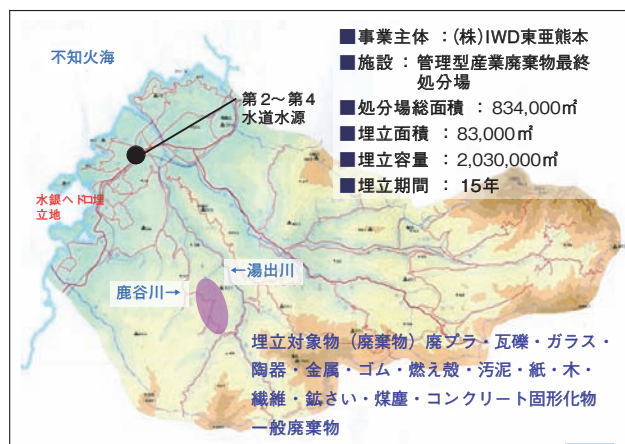 不知火海
■事業主体 ：(株)IWD東亜熊本
■施設 ：管理型産業廃棄物最終
処分場
■処分場総面積 ：834,000㎡
■埋立面積 ：83,000㎡
■埋立容量 ：2,030,000㎡
■埋立期間 ：15年
第2～第4
水道水源
水銀ヘドロ埋
立地
←湯出川
鹿谷川→
埋立対象物（廃棄物）廃プラ・瓦礫・ガラス・
陶器・金属・ゴム・燃え殻・汚泥・紙・木・
繊維・鉱さい・煤塵・コンクリート固形化物
一般廃棄物